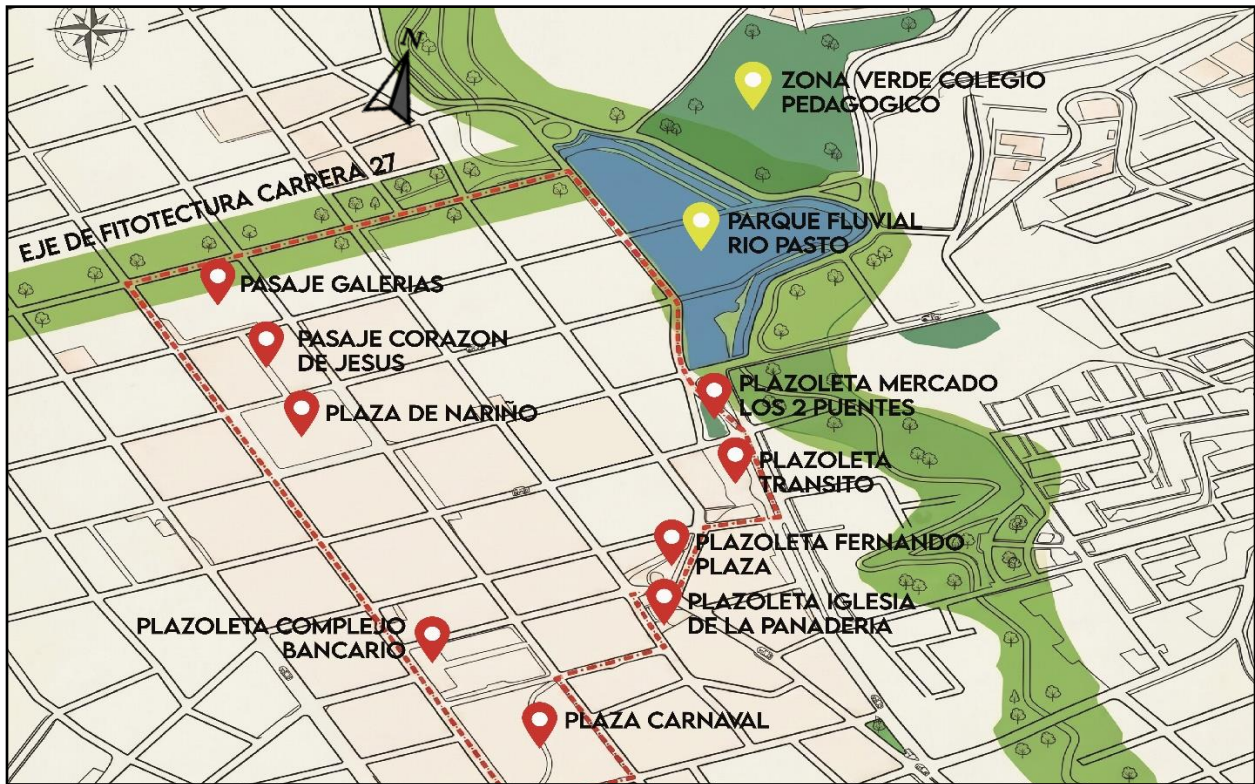 N
ZONA VERDE COLEGIO
PEDAGOGICO
EJE DE FITOTECTURA CARRERA 27
PARQUE FLUVIAL
RIO PASTO
PASAJE GALERIAS
PASAJE CORAZON
DE JESUS
PLAZOLETA MERCADO
LOS 2 PUENTES
PLAZA DE NARIÑO
PLAZOLETA
TRANSITO
PLAZOLETA FERNANDO
PLAZA
PLAZOLETA IGLESIA
DE LA PANADERIA
PLAZOLETA COMPLEJO
BANCARIO
PLAZA CARNAVAL